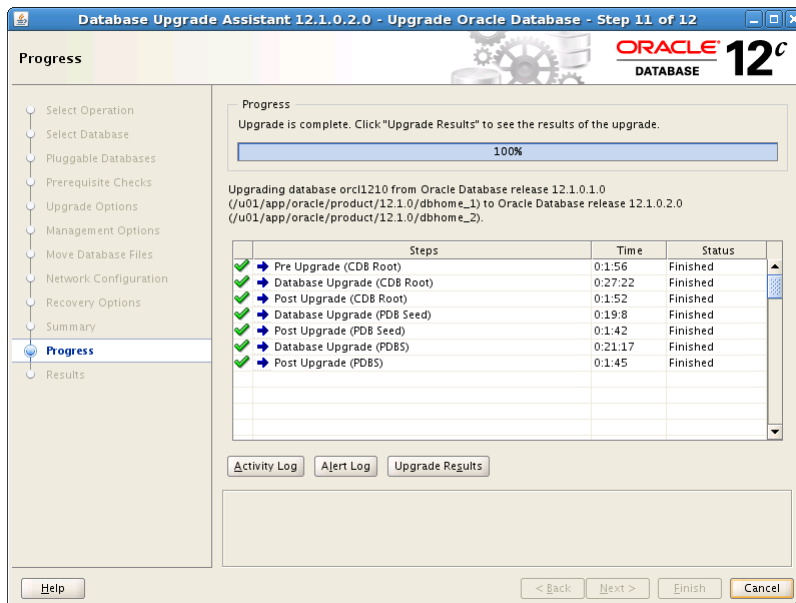 Database Upgrade Assistant 12.1.0.2.0 - Upgrade Oracle Database - Step 11 of 12
Progress
ORACLE
DATABASE
12c
Select Operation
Select Database
Pluggable Databases
Prerequisite Checks
Upgrade Options
Management Options
Move Database Files
Network Configuration
Recovery Options
Summary
Progress
Results
Progress
Upgrade is complete. Click "Upgrade Results" to see the results of the upgrade.
100%
Upgrading database orcl1210 from Oracle Database release 12.1.0.1.0
(/u01/app/oracle/product/12.1.0/dbhome_1) to Oracle Database release 12.1.0.2.0
(/u01/app/oracle/product/12.1.0/dbhome_2).
Steps Time Status
Pre Upgrade (CDB Root) 0:1:56 Finished
Database Upgrade (CDB Root) 0:27:22 Finished
Post Upgrade (CDB Root) 0:1:52 Finished
Database Upgrade (PDB Seed) 0:19:8 Finished
Post Upgrade (PDB Seed) 0:1:42 Finished
Database Upgrade (PDBS) 0:21:17 Finished
Post Upgrade (PDBS) 0:1:45 Finished
Activity Log Alert Log Upgrade Results
Help < Back Next > Finish Cancel